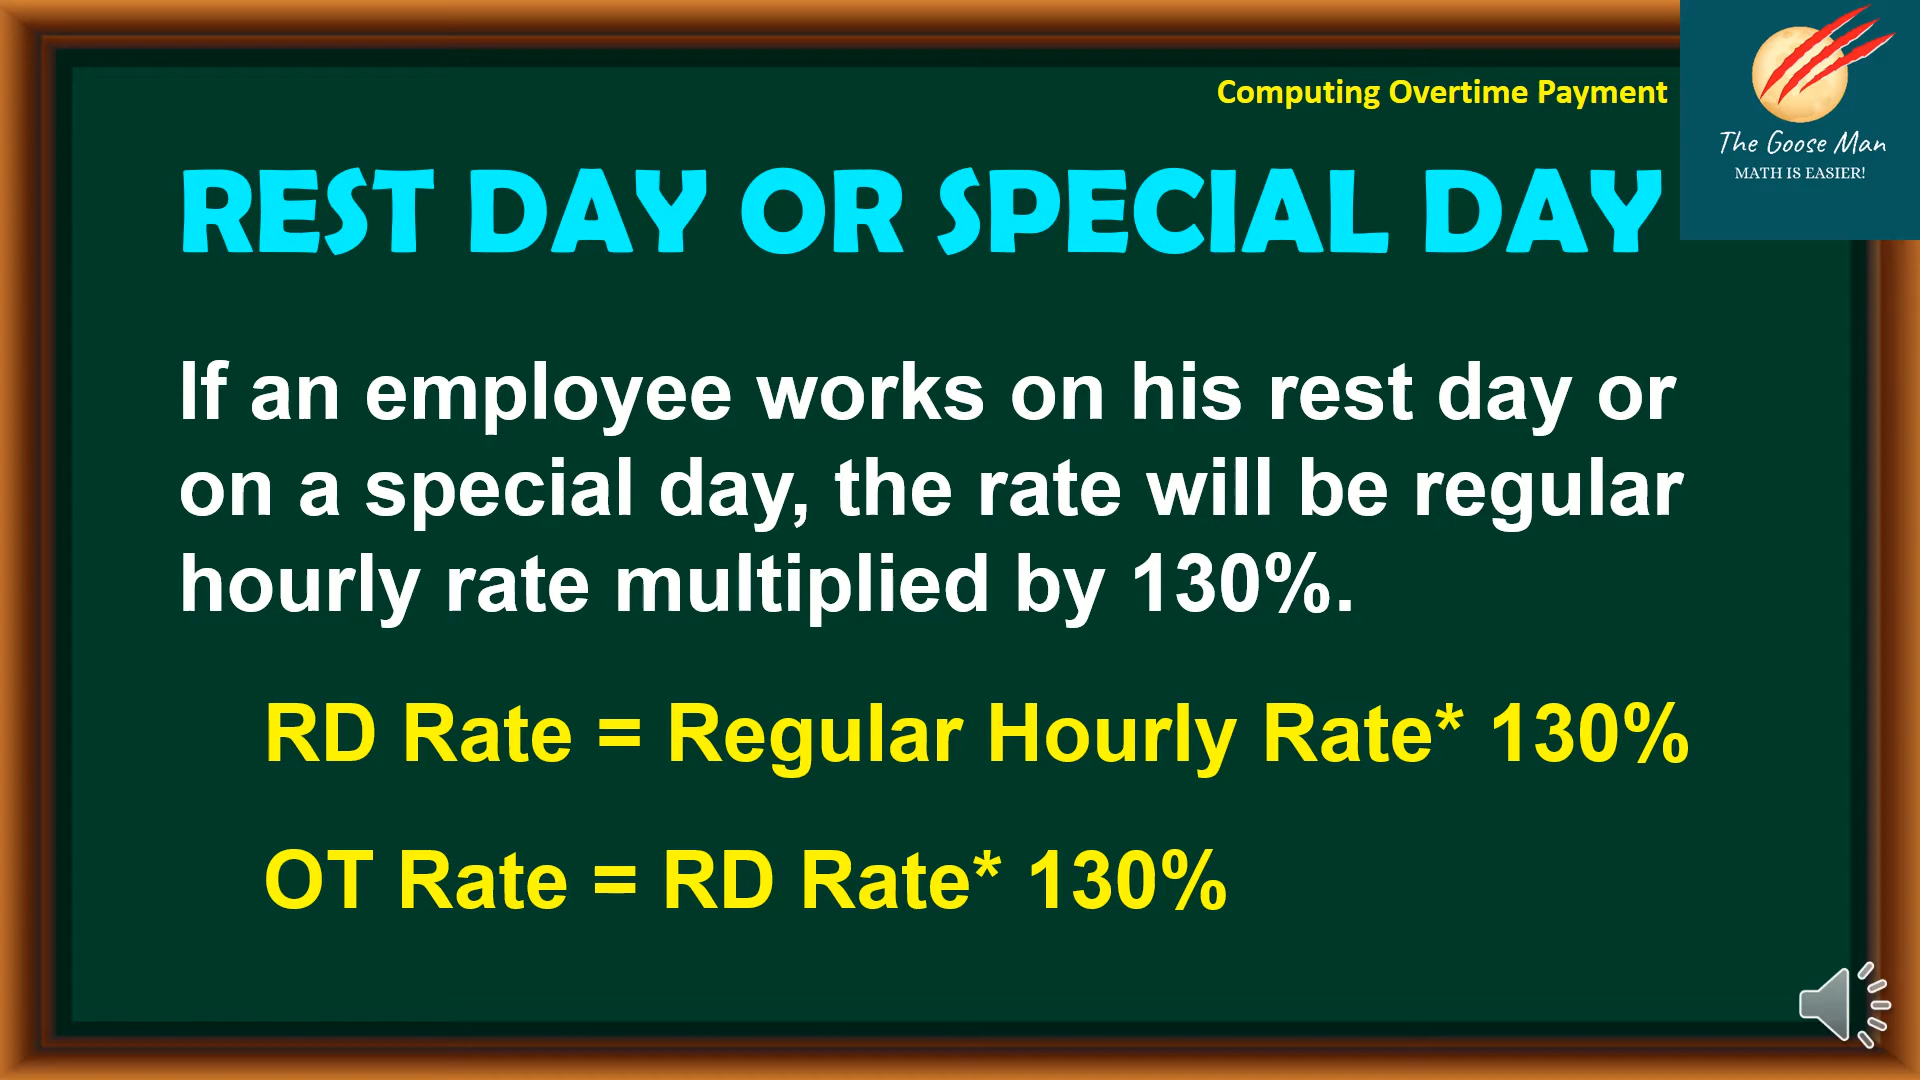 Computing Overtime Payment
The Goose Man
MATH IS EASIER!
REST DAY OR SPECIAL DAY
If an employee works on his rest day or
on a special day, the rate will be regular
hourly rate multiplied by 130%.
RD Rate = Regular Hourly Rate* 130%
OT Rate = RD Rate* 130%